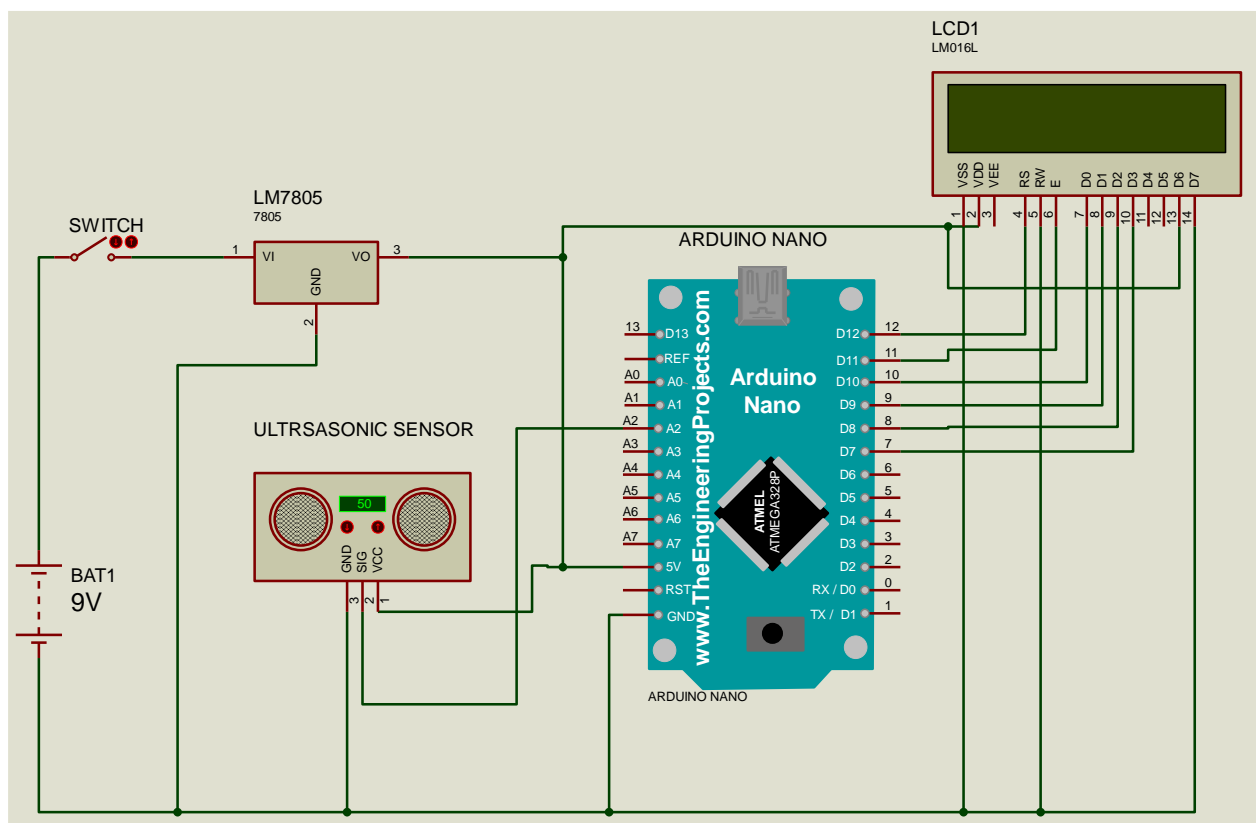 LCD1
LM016L
VSS
VDD
VEE
RS
RW
E
D0
D1
D2
D3
D4
D5
D6
D7
1
2
3
4
5
6
7
8
9
10
11
12
13
14
LM7805
7805
SWITCH
1
VI
VO
3
GND
2
ARDUINO NANO
www.TheEngineeringProjects.com
Arduino
Nano
ATMEL
ATMEGA328P
13 D13
REF
A0 A0
A1 A1
A2 A2
A3 A3
A4 A4
A5 A5
A6 A6
A7 A7
5V
RST
GND
D12 12
D11 11
D10 10
D9 9
D8 8
D7 7
D6 6
D5 5
D4 4
D3 3
D2 2
RX / D0 0
TX / D1 1
ARDUINO NANO
ULTRSASONIC SENSOR
50
GND
SIG
VCC
3
2
1
BAT1
9V